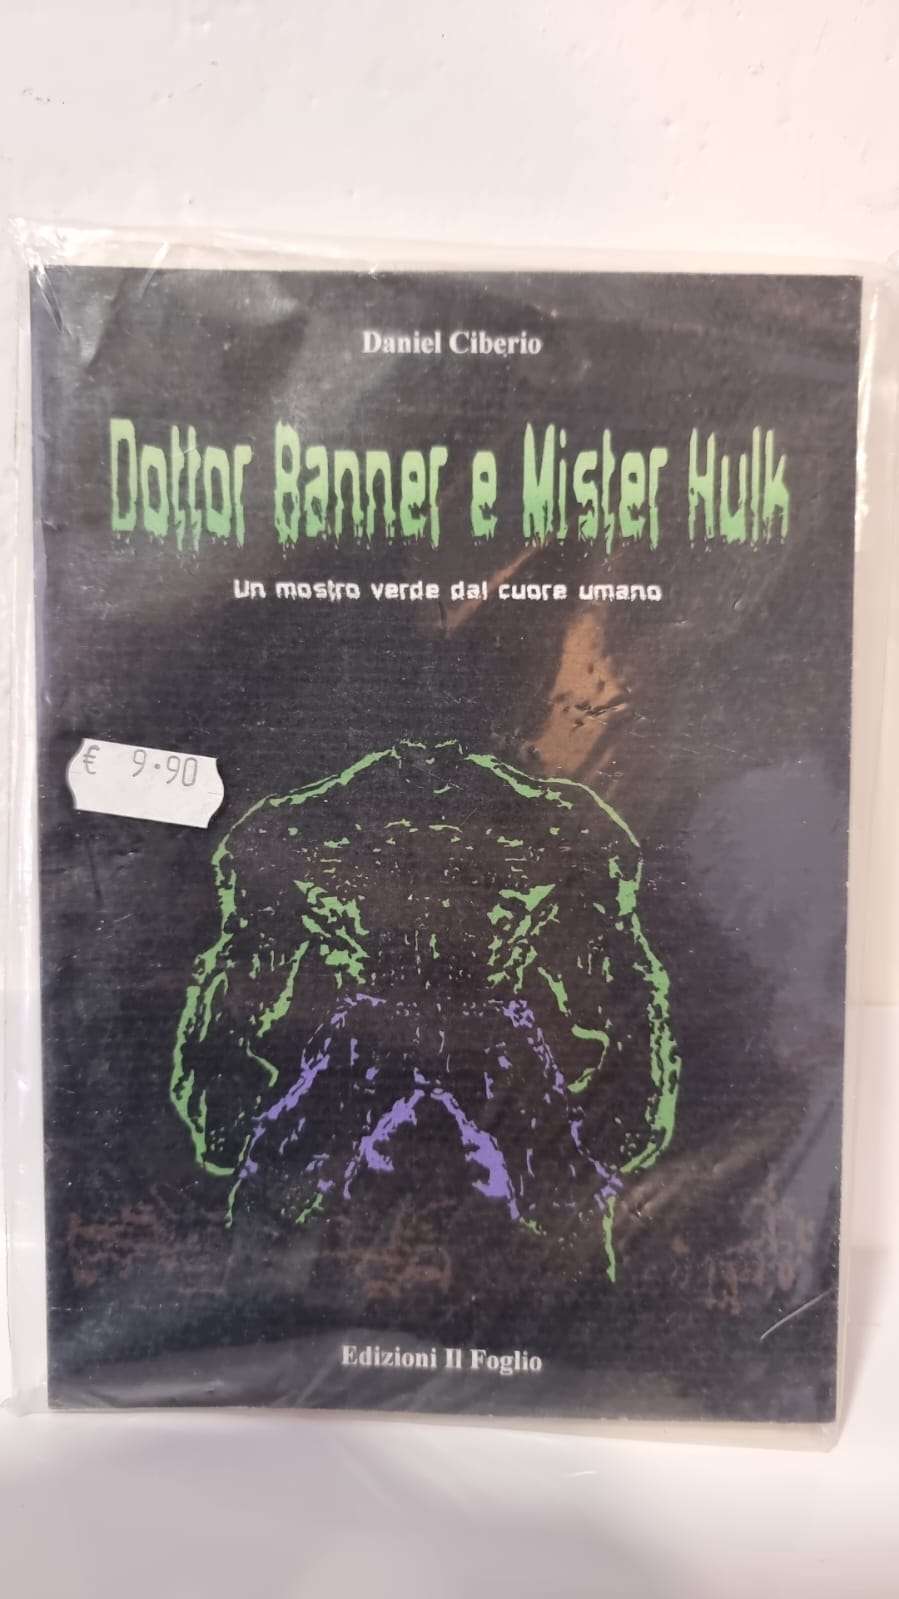 Daniel Ciberio
Dottor Banner e Mister Hulk
Un mostro verde dal cuore umano
€ 9.90
Edizioni Il Foglio